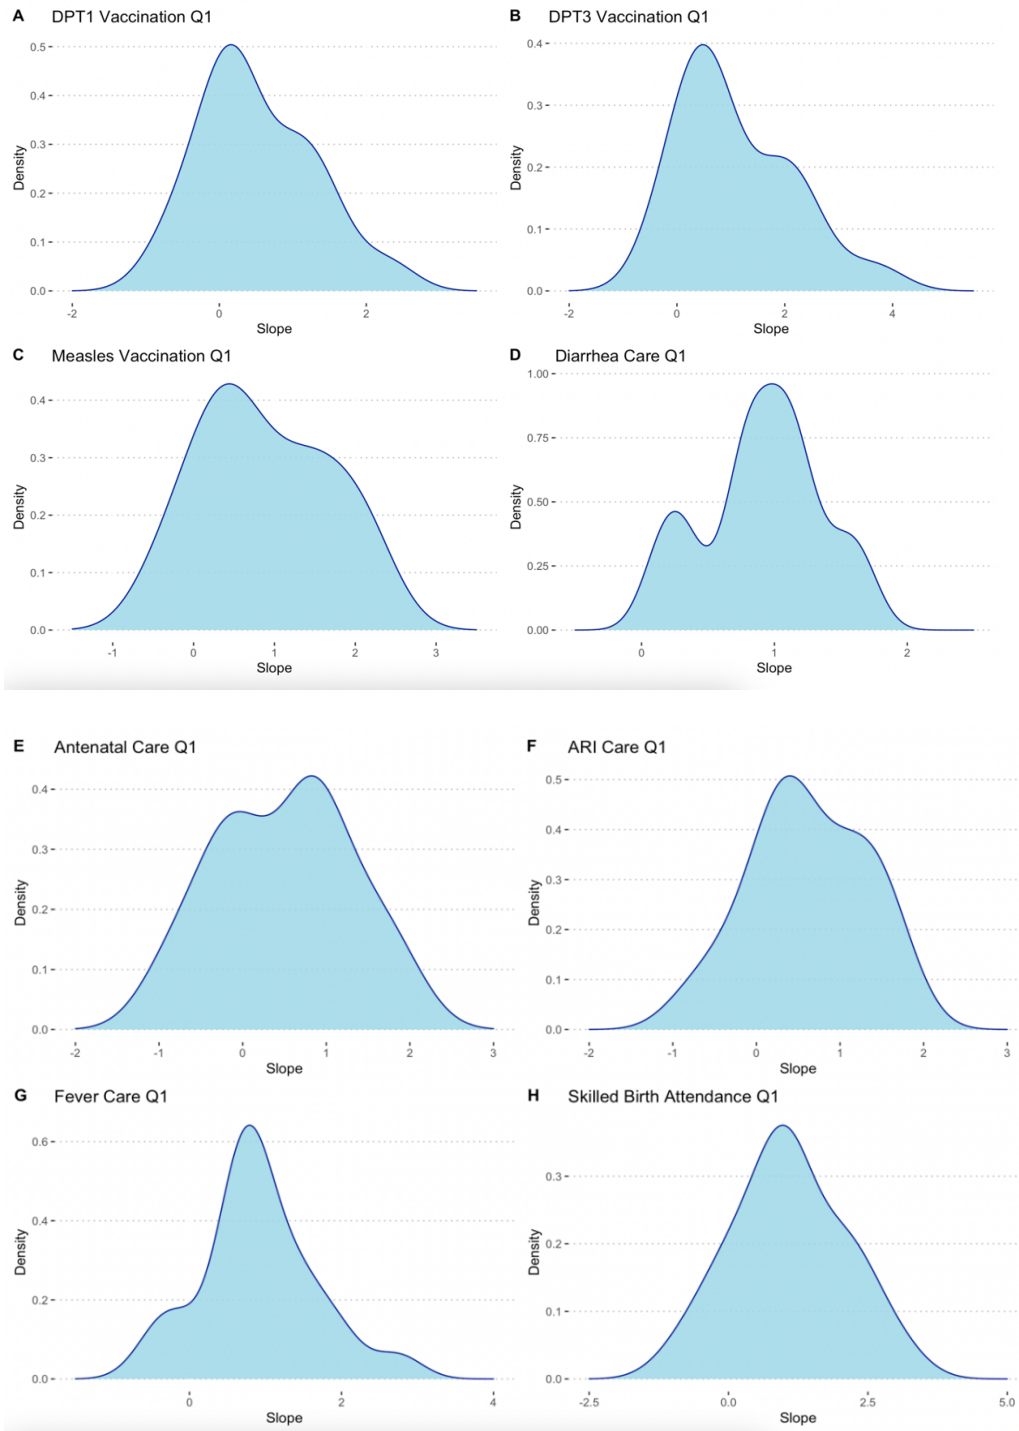 A DPT1 Vaccination Q1
0.5
0.4
0.3
0.2
0.1
0.0
Density
-2 0 2
Slope
B DPT3 Vaccination Q1
0.4
0.3
0.2
0.1
0.0
Density
-2 0 2 4
Slope
C Measles Vaccination Q1
0.4
0.3
0.2
0.1
0.0
Density
-1 0 1 2 3
Slope
D Diarrhea Care Q1
1.00
0.75
0.50
0.25
0.00
Density
0 1 2
Slope
E Antenatal Care Q1
0.4
0.3
0.2
0.1
0.0
Density
-2 -1 0 1 2 3
Slope
F ARI Care Q1
0.5
0.4
0.3
0.2
0.1
0.0
Density
-2 -1 0 1 2 3
Slope
G Fever Care Q1
0.6
0.4
0.2
0.0
Density
0 2 4
Slope
H Skilled Birth Attendance Q1
0.3
0.2
0.1
0.0
Density
-2.5 0.0 2.5 5.0
Slope